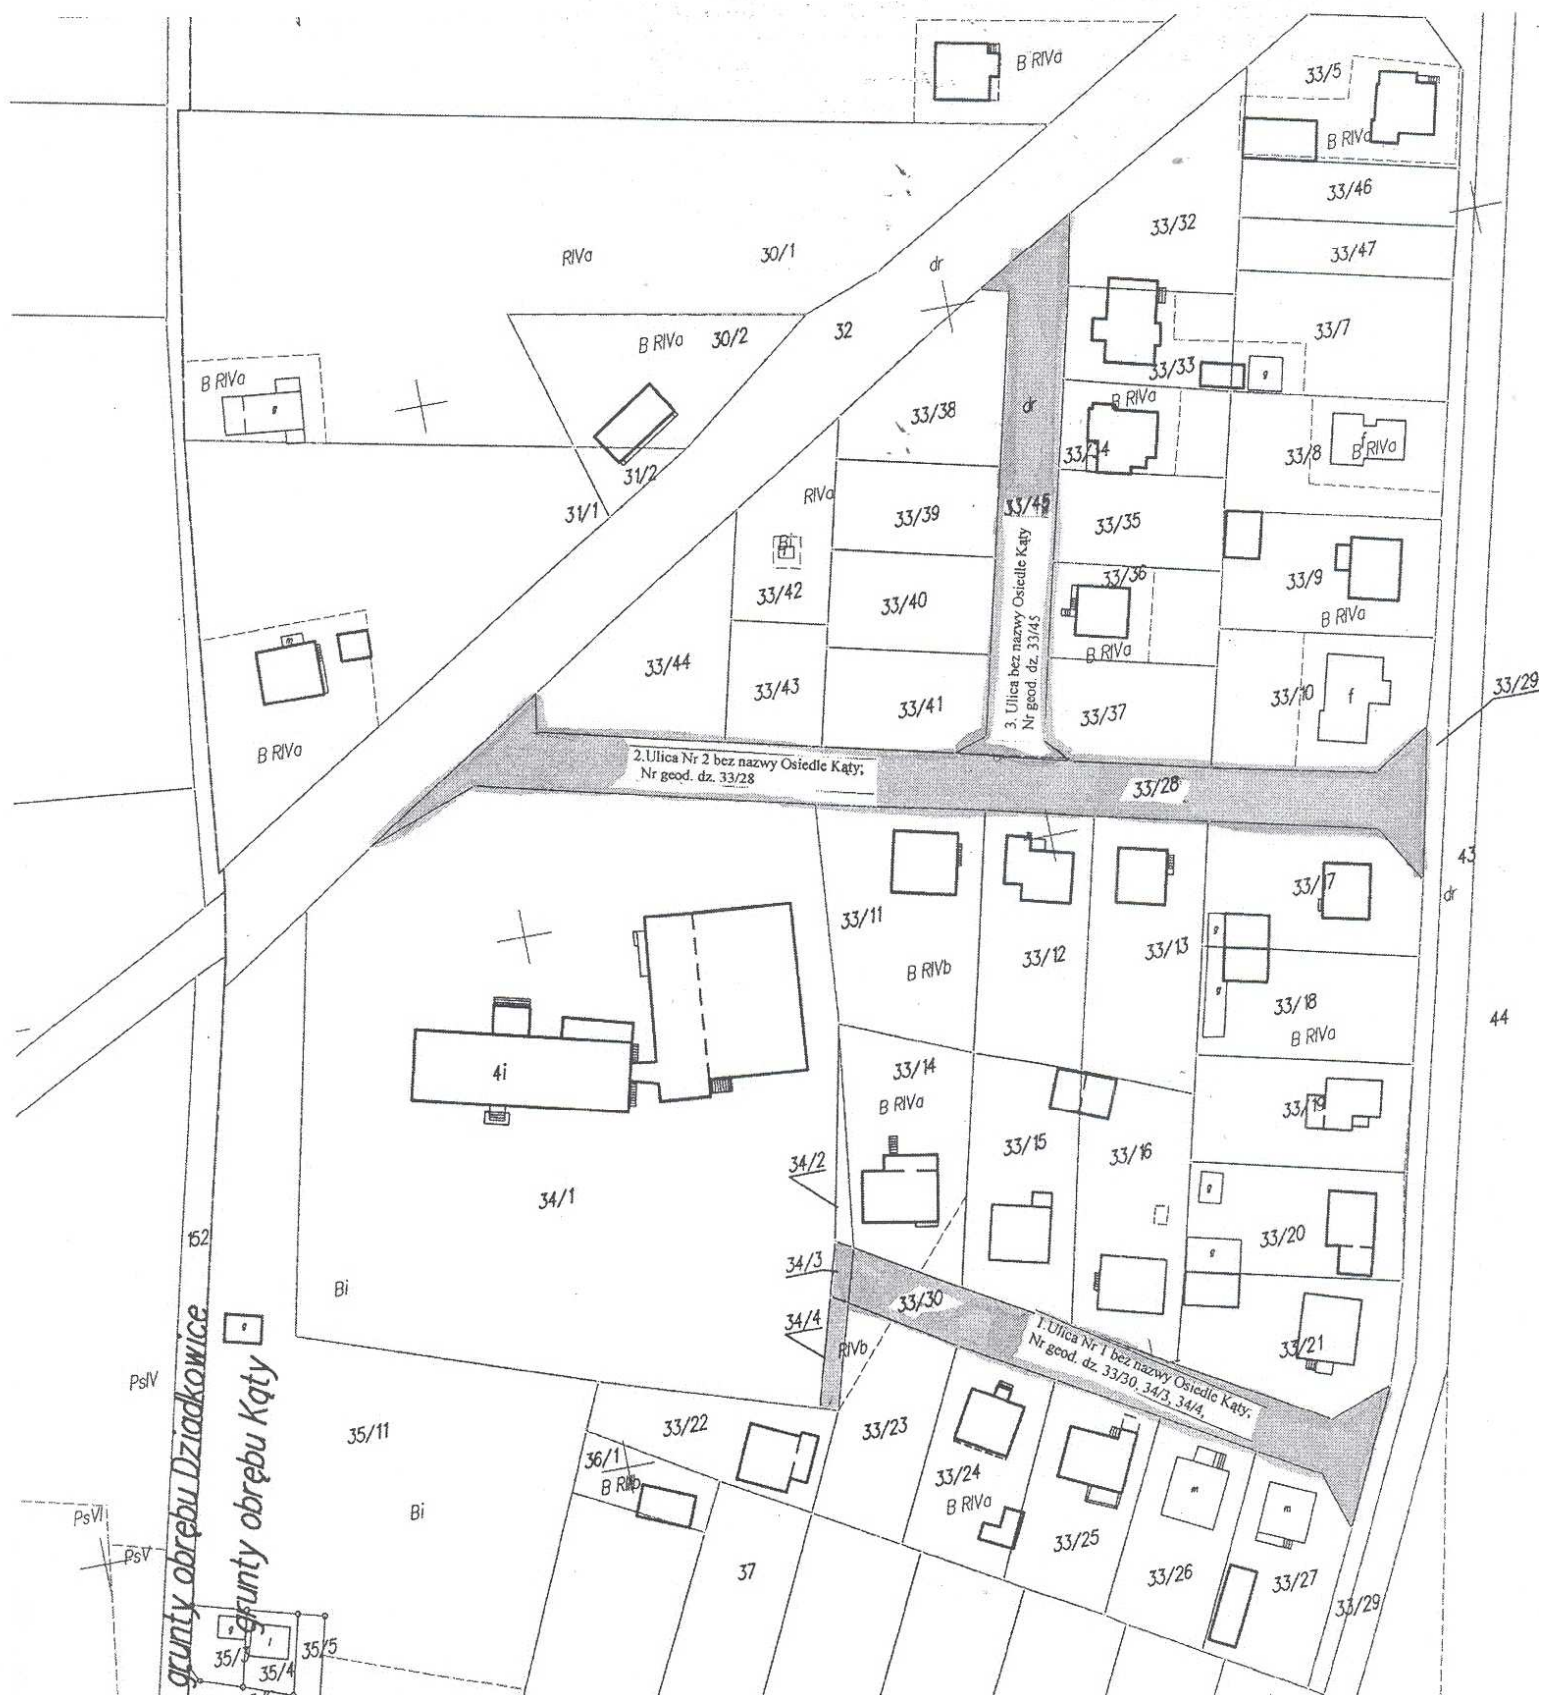 B RIVa
33/5
B RIVa
33/46
33/32
33/47
RIVa
30/1
dr
33/7
B RIVa
30/2
32
33/33
g
B RIVa
g
33/38
dr
B RIVa
33/8
f
B RIVa
31/2
31/1
RIVa
33/39
33/45
33/35
Bi
33/36
33/9
33/42
33/40
B RIVa
B RIVa
m
33/44
33/43
33/41
33/37
33/10
f
33/29
B RIVa
3. Ulica bez nazwy Osiedle Kąty
Nr geod. dz. 33/45
2.Ulica Nr 2 bez nazwy Osiedle Kąty;
Nr geod. dz. 33/28
33/28
43
dr
33/11
33/17
33/12
33/13
g
B RIVb
g
33/18
B RIVa
44
4i
33/14
B RIVa
33/19
33/15
33/16
34/2
34/1
g
33/20
g
152
34/3
33/30
Bi
34/4
RIVb
1.Ulica Nr 1 bez nazwy Osiedle Kąty;
Nr geod. dz. 33/30, 34/3, 34/4,
33/21
g
PsIV
grunty obrębu Dziadkowice
grunty obrębu Kąty
35/11
33/22
33/23
36/1
33/24
B RIVa
m
m
Bi
PsVI
PsV
33/25
37
33/26
33/27
33/29
g
35/3
35/4
35/5